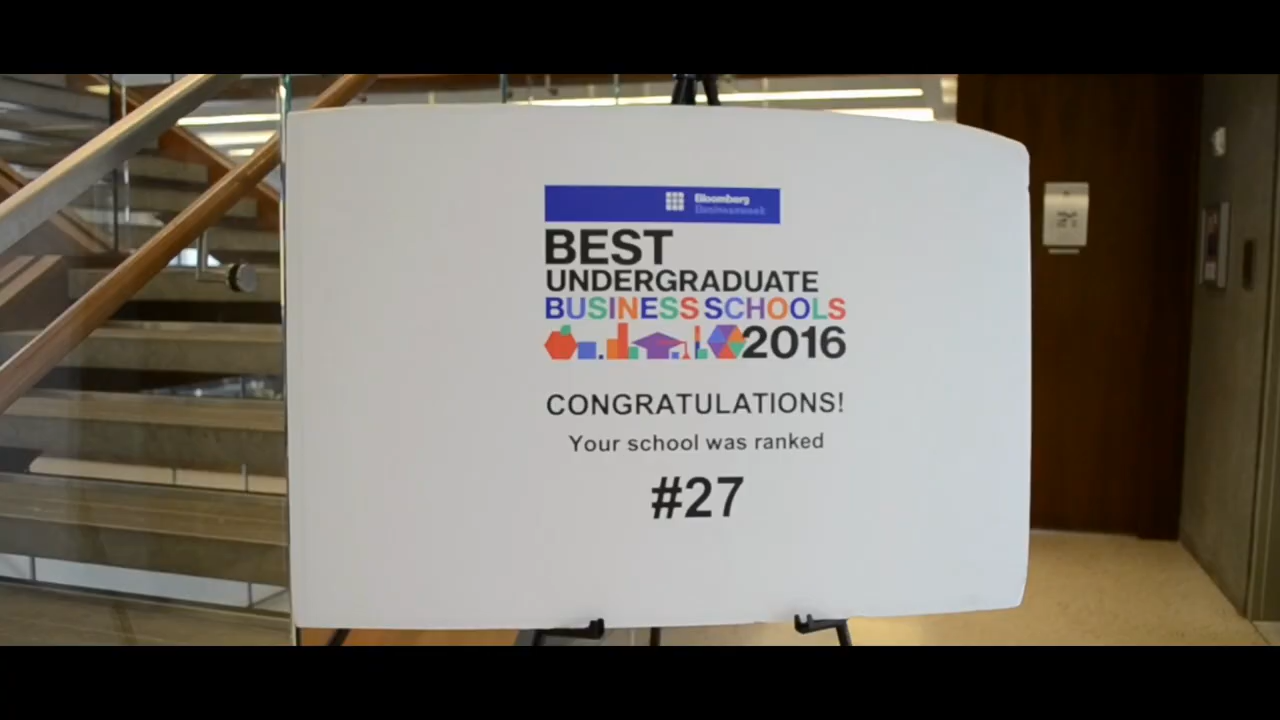 Bloomberg
Businessweek
BEST
UNDERGRADUATE
BUSINESS SCHOOLS
2016
CONGRATULATIONS!
Your school was ranked
#27